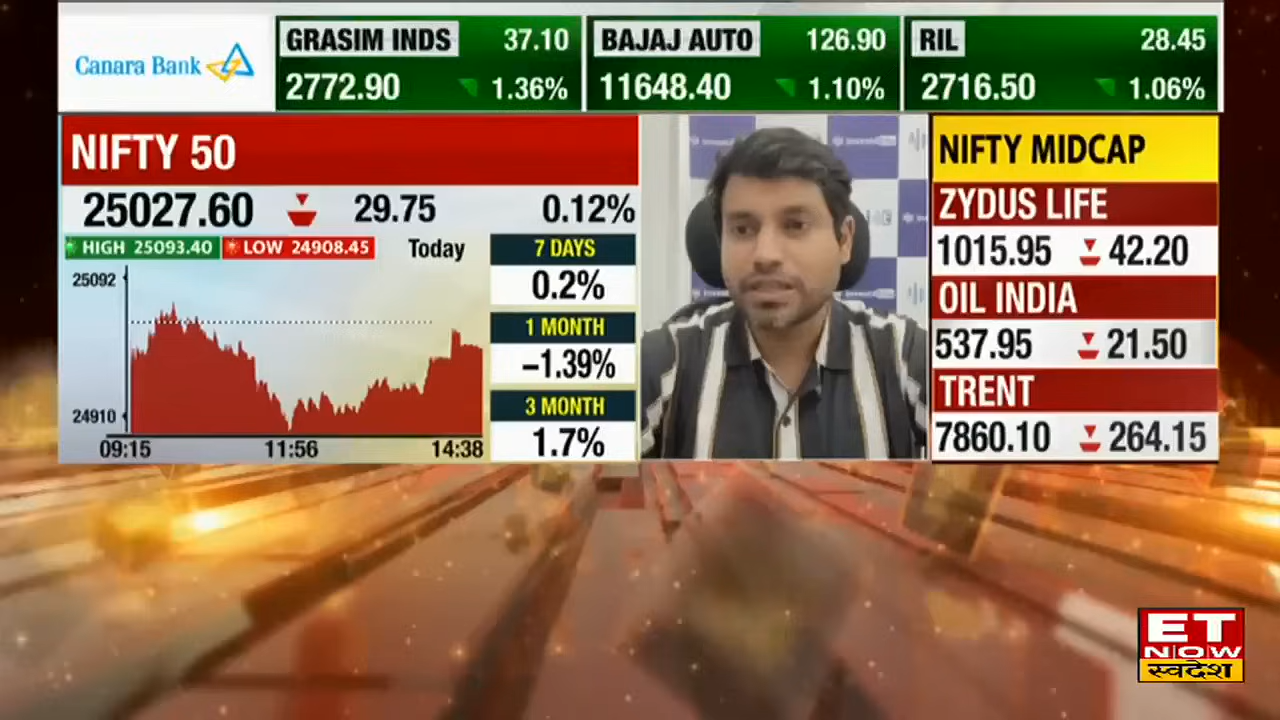 Canara Bank
GRASIM INDS 37.10
2772.90 1.36%
BAJAJ AUTO 126.90
11648.40 1.10%
RIL 28.45
2716.50 1.06%
NIFTY 50
25027.60 29.75 0.12%
HIGH 25093.40 LOW 24908.45 Today
25092
24910
09:15 11:56 14:38
7 DAYS
0.2%
1 MONTH
–1.39%
3 MONTH
1.7%
NIFTY MIDCAP
ZYDUS LIFE
1015.95 42.20
OIL INDIA
537.95 21.50
TRENT
7860.10 264.15
ET
NOW
स्वदेश